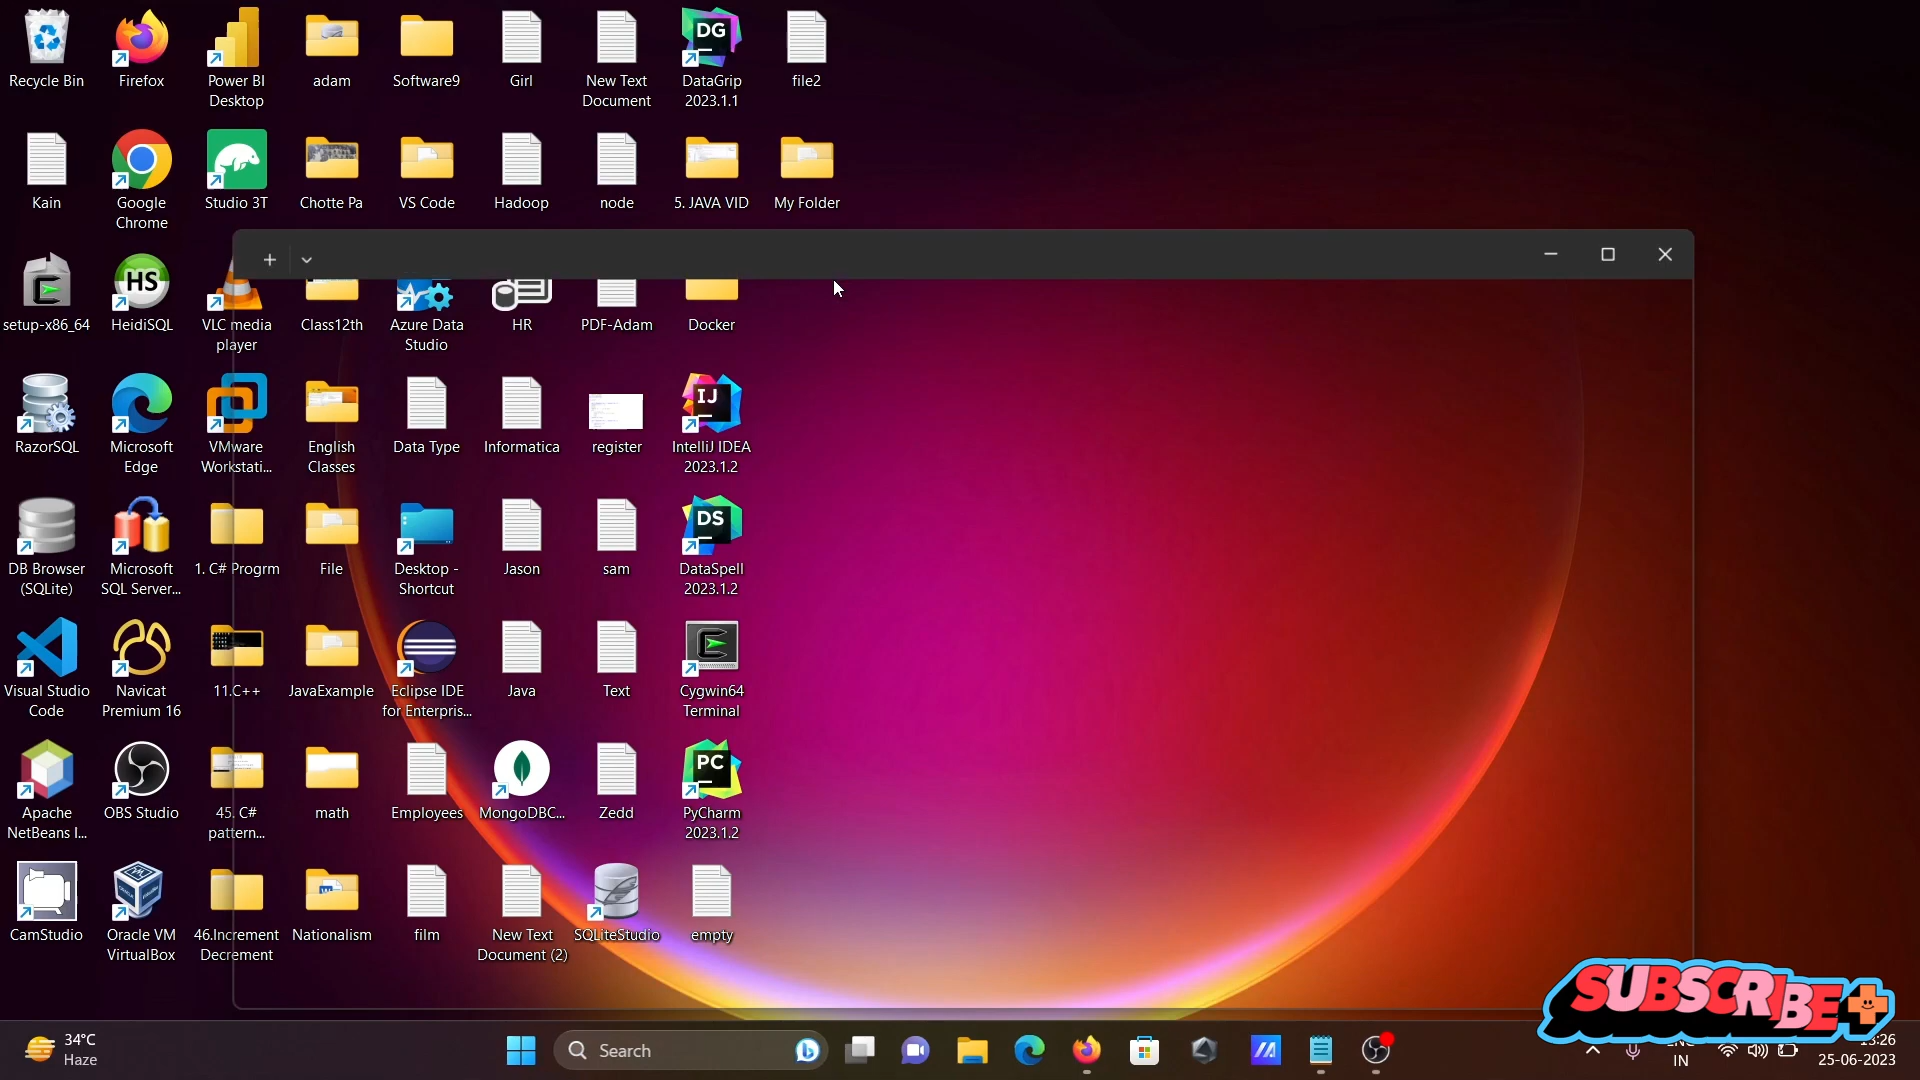 Recycle Bin
Firefox
Power BI
Desktop
adam
Software9
Girl
New Text
Document
DG
DataGrip
2023.1.1
file2
Kain
Google
Chrome
Studio 3T
Chotte Pa
VS Code
Hadoop
node
5. JAVA VID
My Folder
setup-x86_64
HS
HeidiSQL
VLC media
player
Class12th
Azure Data
Studio
HR
PDF-Adam
Docker
RazorSQL
Microsoft
Edge
VMware
Workstati...
English
Classes
Data Type
Informatica
register
IJ
IntelliJ IDEA
2023.1.2
DB Browser
(SQLite)
Microsoft
SQL Server...
1. C# Progrm
File
Desktop -
Shortcut
Jason
sam
DS
DataSpell
2023.1.2
Visual Studio
Code
Navicat
Premium 16
11.C++
JavaExample
Eclipse IDE
for Enterpris...
Java
Text
Cygwin64
Terminal
Apache
NetBeans I...
OBS Studio
45. C#
pattern...
math
Employees
MongoDBC...
Zedd
PC
PyCharm
2023.1.2
CamStudio
Oracle VM
VirtualBox
46.Increment
Decrement
Nationalism
film
New Text
Document (2)
SQLiteStudio
empty
SUBSCRIBE
34°C
Haze
Search
IN
25-06-2023